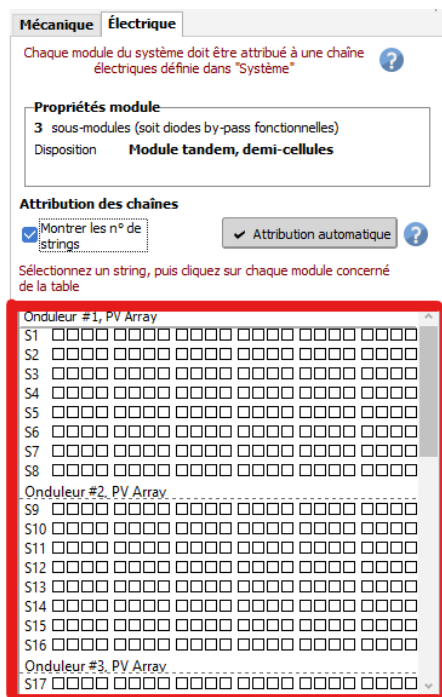 Mécanique Électrique
Chaque module du système doit être attribué à une chaîne
électriques définie dans "Système"
?
Propriétés module
3 sous-modules (soit diodes by-pass fonctionnelles)
Disposition Module tandem, demi-cellules
Attribution des chaînes
Montrer les n° de
strings
Attribution automatique
?
Sélectionnez un string, puis cliquez sur chaque module concerné
de la table
Onduleur #1, PV Array
S1
S2
S3
S4
S5
S6
S7
S8
Onduleur #2, PV Array
S9
S10
S11
S12
S13
S14
S15
S16
Onduleur #3, PV Array
S17